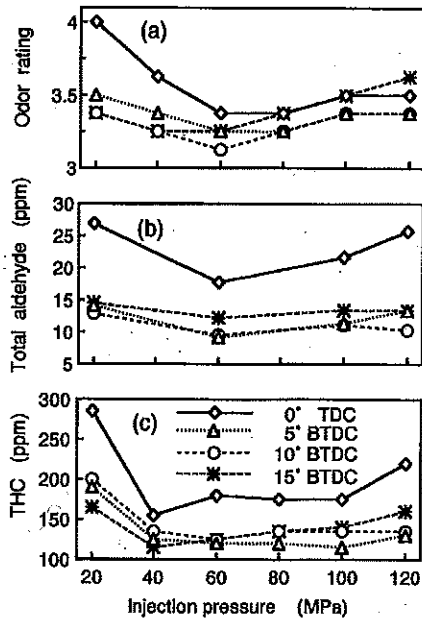 (a)
Odor rating
4
3.5
3
(b)
Total aldehyde (ppm)
30
25
20
15
10
5
(c)
THC (ppm)
300
250
200
150
100
0° TDC
5° BTDC
10° BTDC
15° BTDC
20 40 60 80 100 120
Injection pressure (MPa)